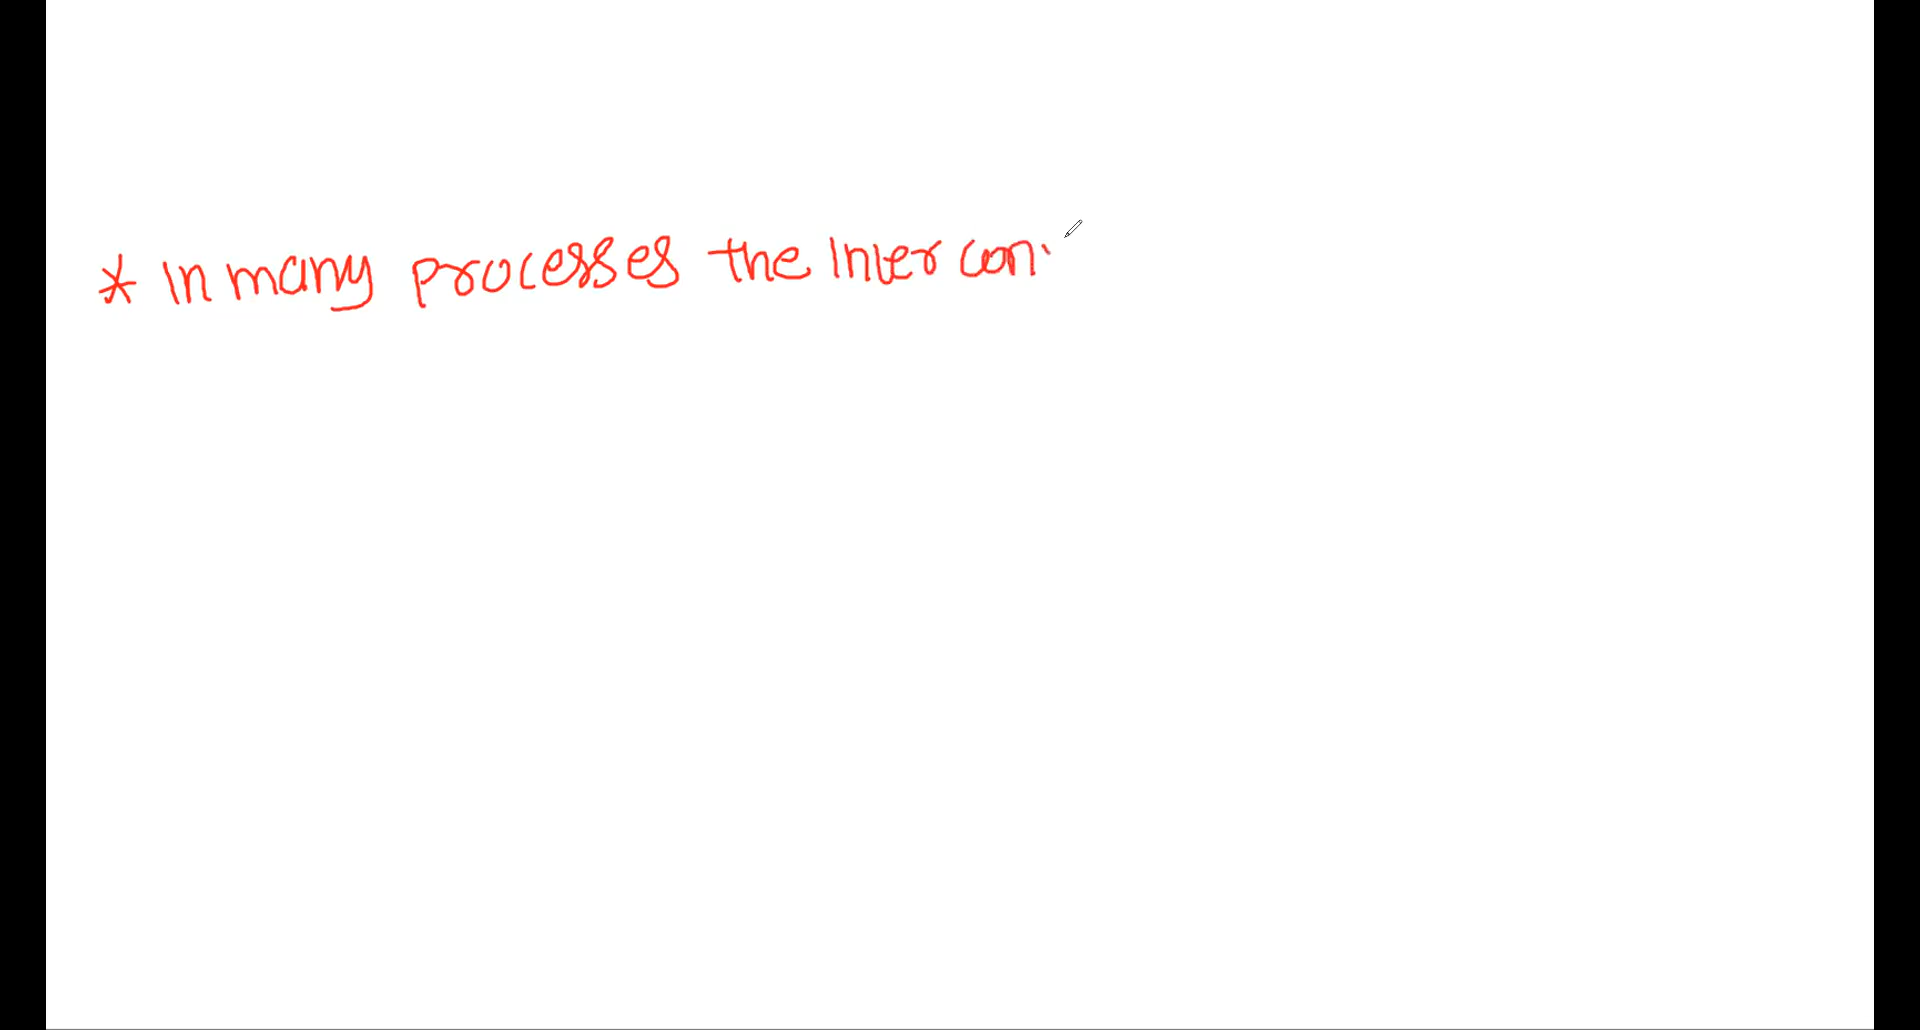 * In many processes the Inter con